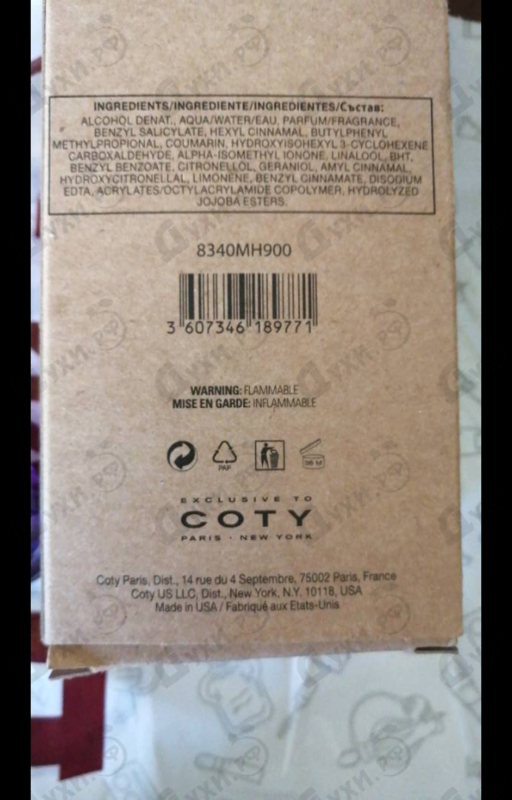 INGREDIENTS/INGREDIENTE/INGREDIENTES/Състав:
ALCOHOL DENAT., AQUA/WATER/EAU, PARFUM/FRAGRANCE,
BENZYL SALICYLATE, HEXYL CINNAMAL, BUTYLPHENYL
METHYLPROPIONAL, COUMARIN, HYDROXYISOHEXYL 3-CYCLOHEXENE
CARBOXALDEHYDE, ALPHA-ISOMETHYL IONONE, LINALOOL, BHT,
BENZYL BENZOATE, CITRONELLOL, GERANIOL, AMYL CINNAMAL,
HYDROXYCITRONELLAL, LIMONENE, BENZYL CINNAMATE, DISODIUM
EDTA, ACRYLATES/OCTYLACRYLAMIDE COPOLYMER, HYDROLYZED
JOJOBA ESTERS.
8340MH900
3 607346 189771
WARNING: FLAMMABLE
MISE EN GARDE: INFLAMMABLE
PAP
36 M
EXCLUSIVE TO
COTY
PARIS · NEW YORK
Coty Paris, Dist., 14 rue du 4 Septembre, 75002 Paris, France
Coty US LLC, Dist., New York, N.Y. 10118, USA
Made in USA / Fabriqué aux Etats-Unis
Духи.рф